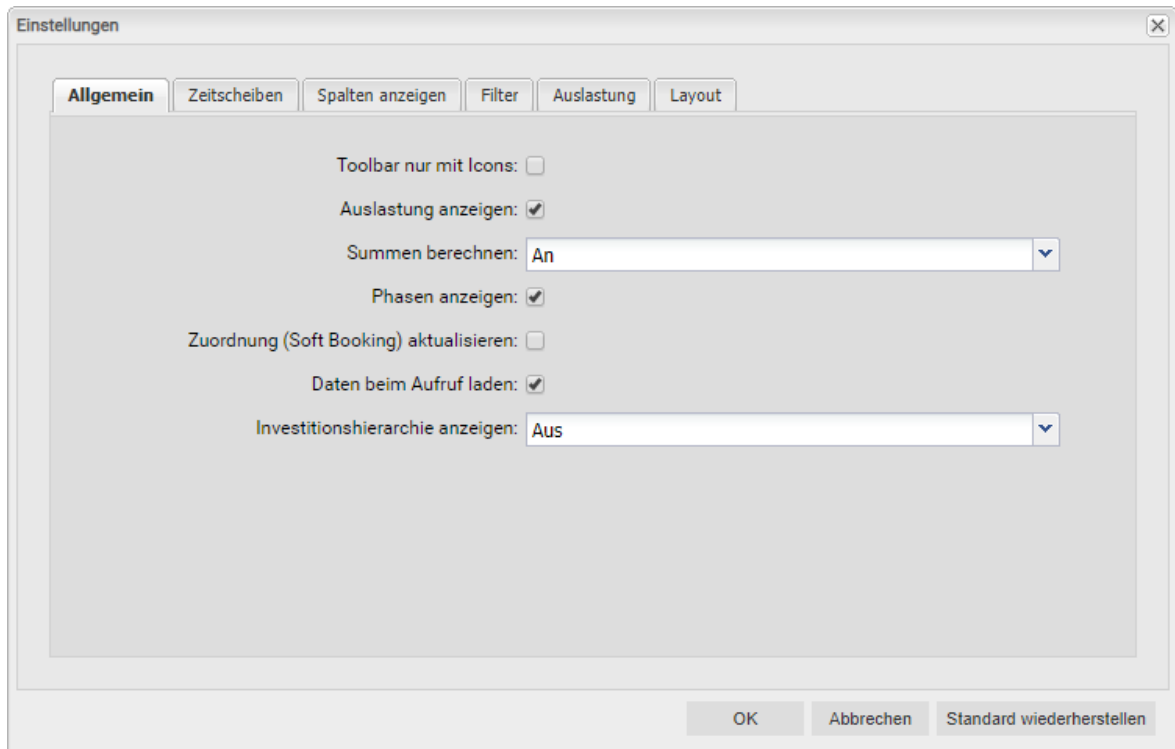 Einstellungen
Allgemein Zeitscheiben Spalten anzeigen Filter Auslastung Layout
Toolbar nur mit Icons:
Auslastung anzeigen:
Summen berechnen: An
Phasen anzeigen:
Zuordnung (Soft Booking) aktualisieren:
Daten beim Aufruf laden:
Investitionshierarchie anzeigen: Aus
OK Abbrechen Standard wiederherstellen